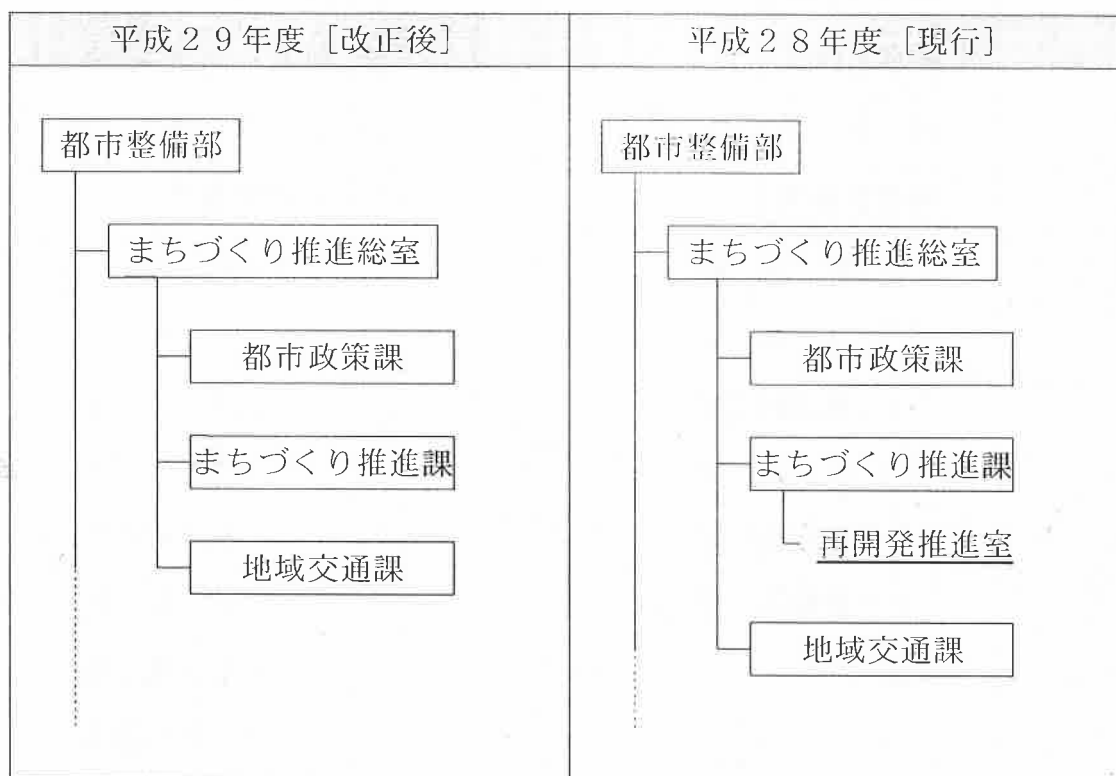 平成２９年度［改正後］
平成２８年度［現行］
都市整備部
まちづくり推進総室
都市政策課
まちづくり推進課
地域交通課
都市整備部
まちづくり推進総室
都市政策課
まちづくり推進課
再開発推進室
地域交通課